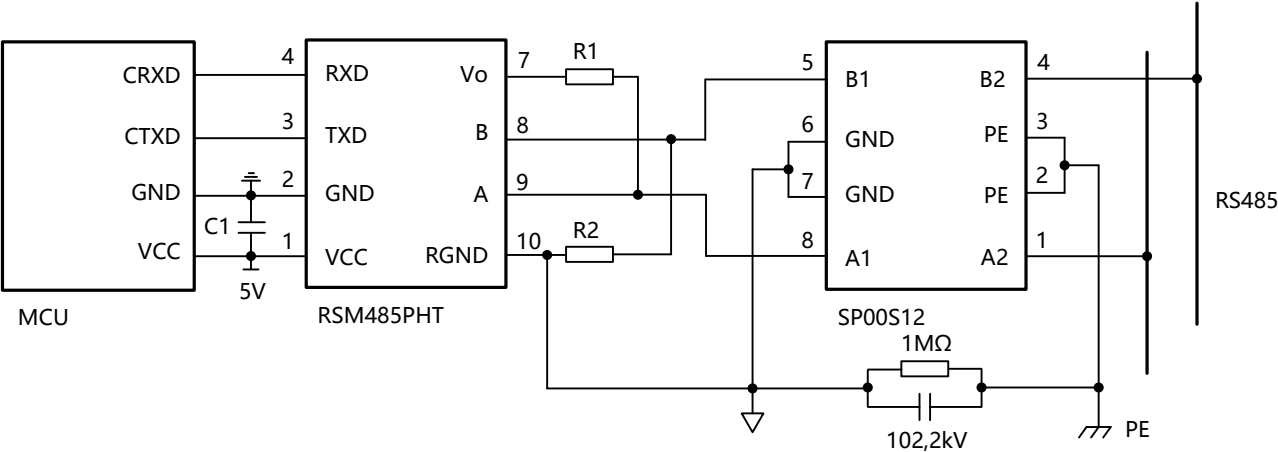 CRXD
CTXD
GND
VCC
MCU
C1
5V
4
3
2
1
RXD
TXD
GND
VCC
Vo
B
A
RGND
RSM485PHT
7
8
9
10
R1
R2
5
6
7
8
B1
GND
GND
A1
B2
PE
PE
A2
SP00S12
4
3
2
1
RS485
1MΩ
102,2kV
PE